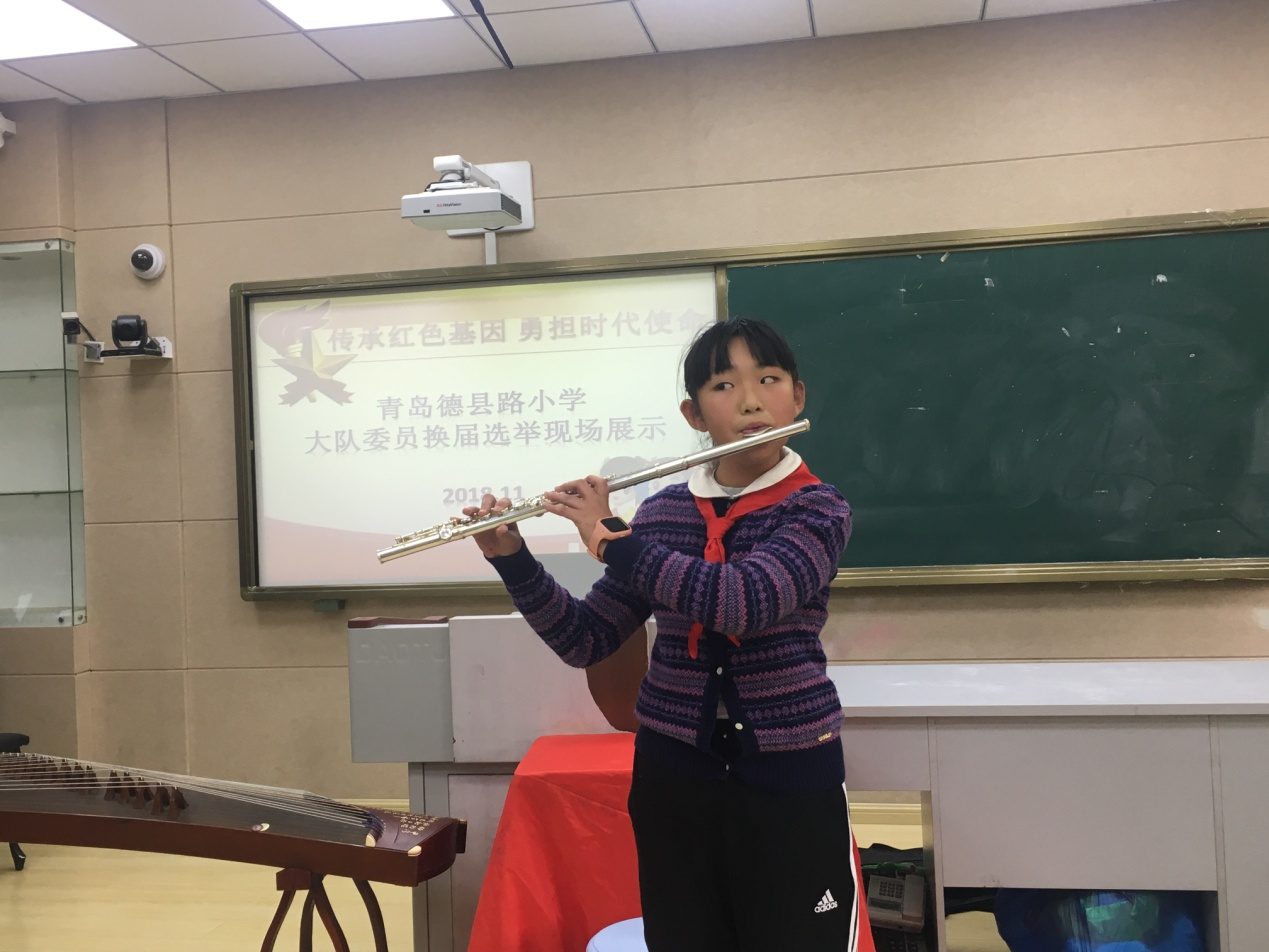 传承红色基因 勇担时代使命
青岛德县路小学
大队委员换届选举现场展示
2018.11
adidas